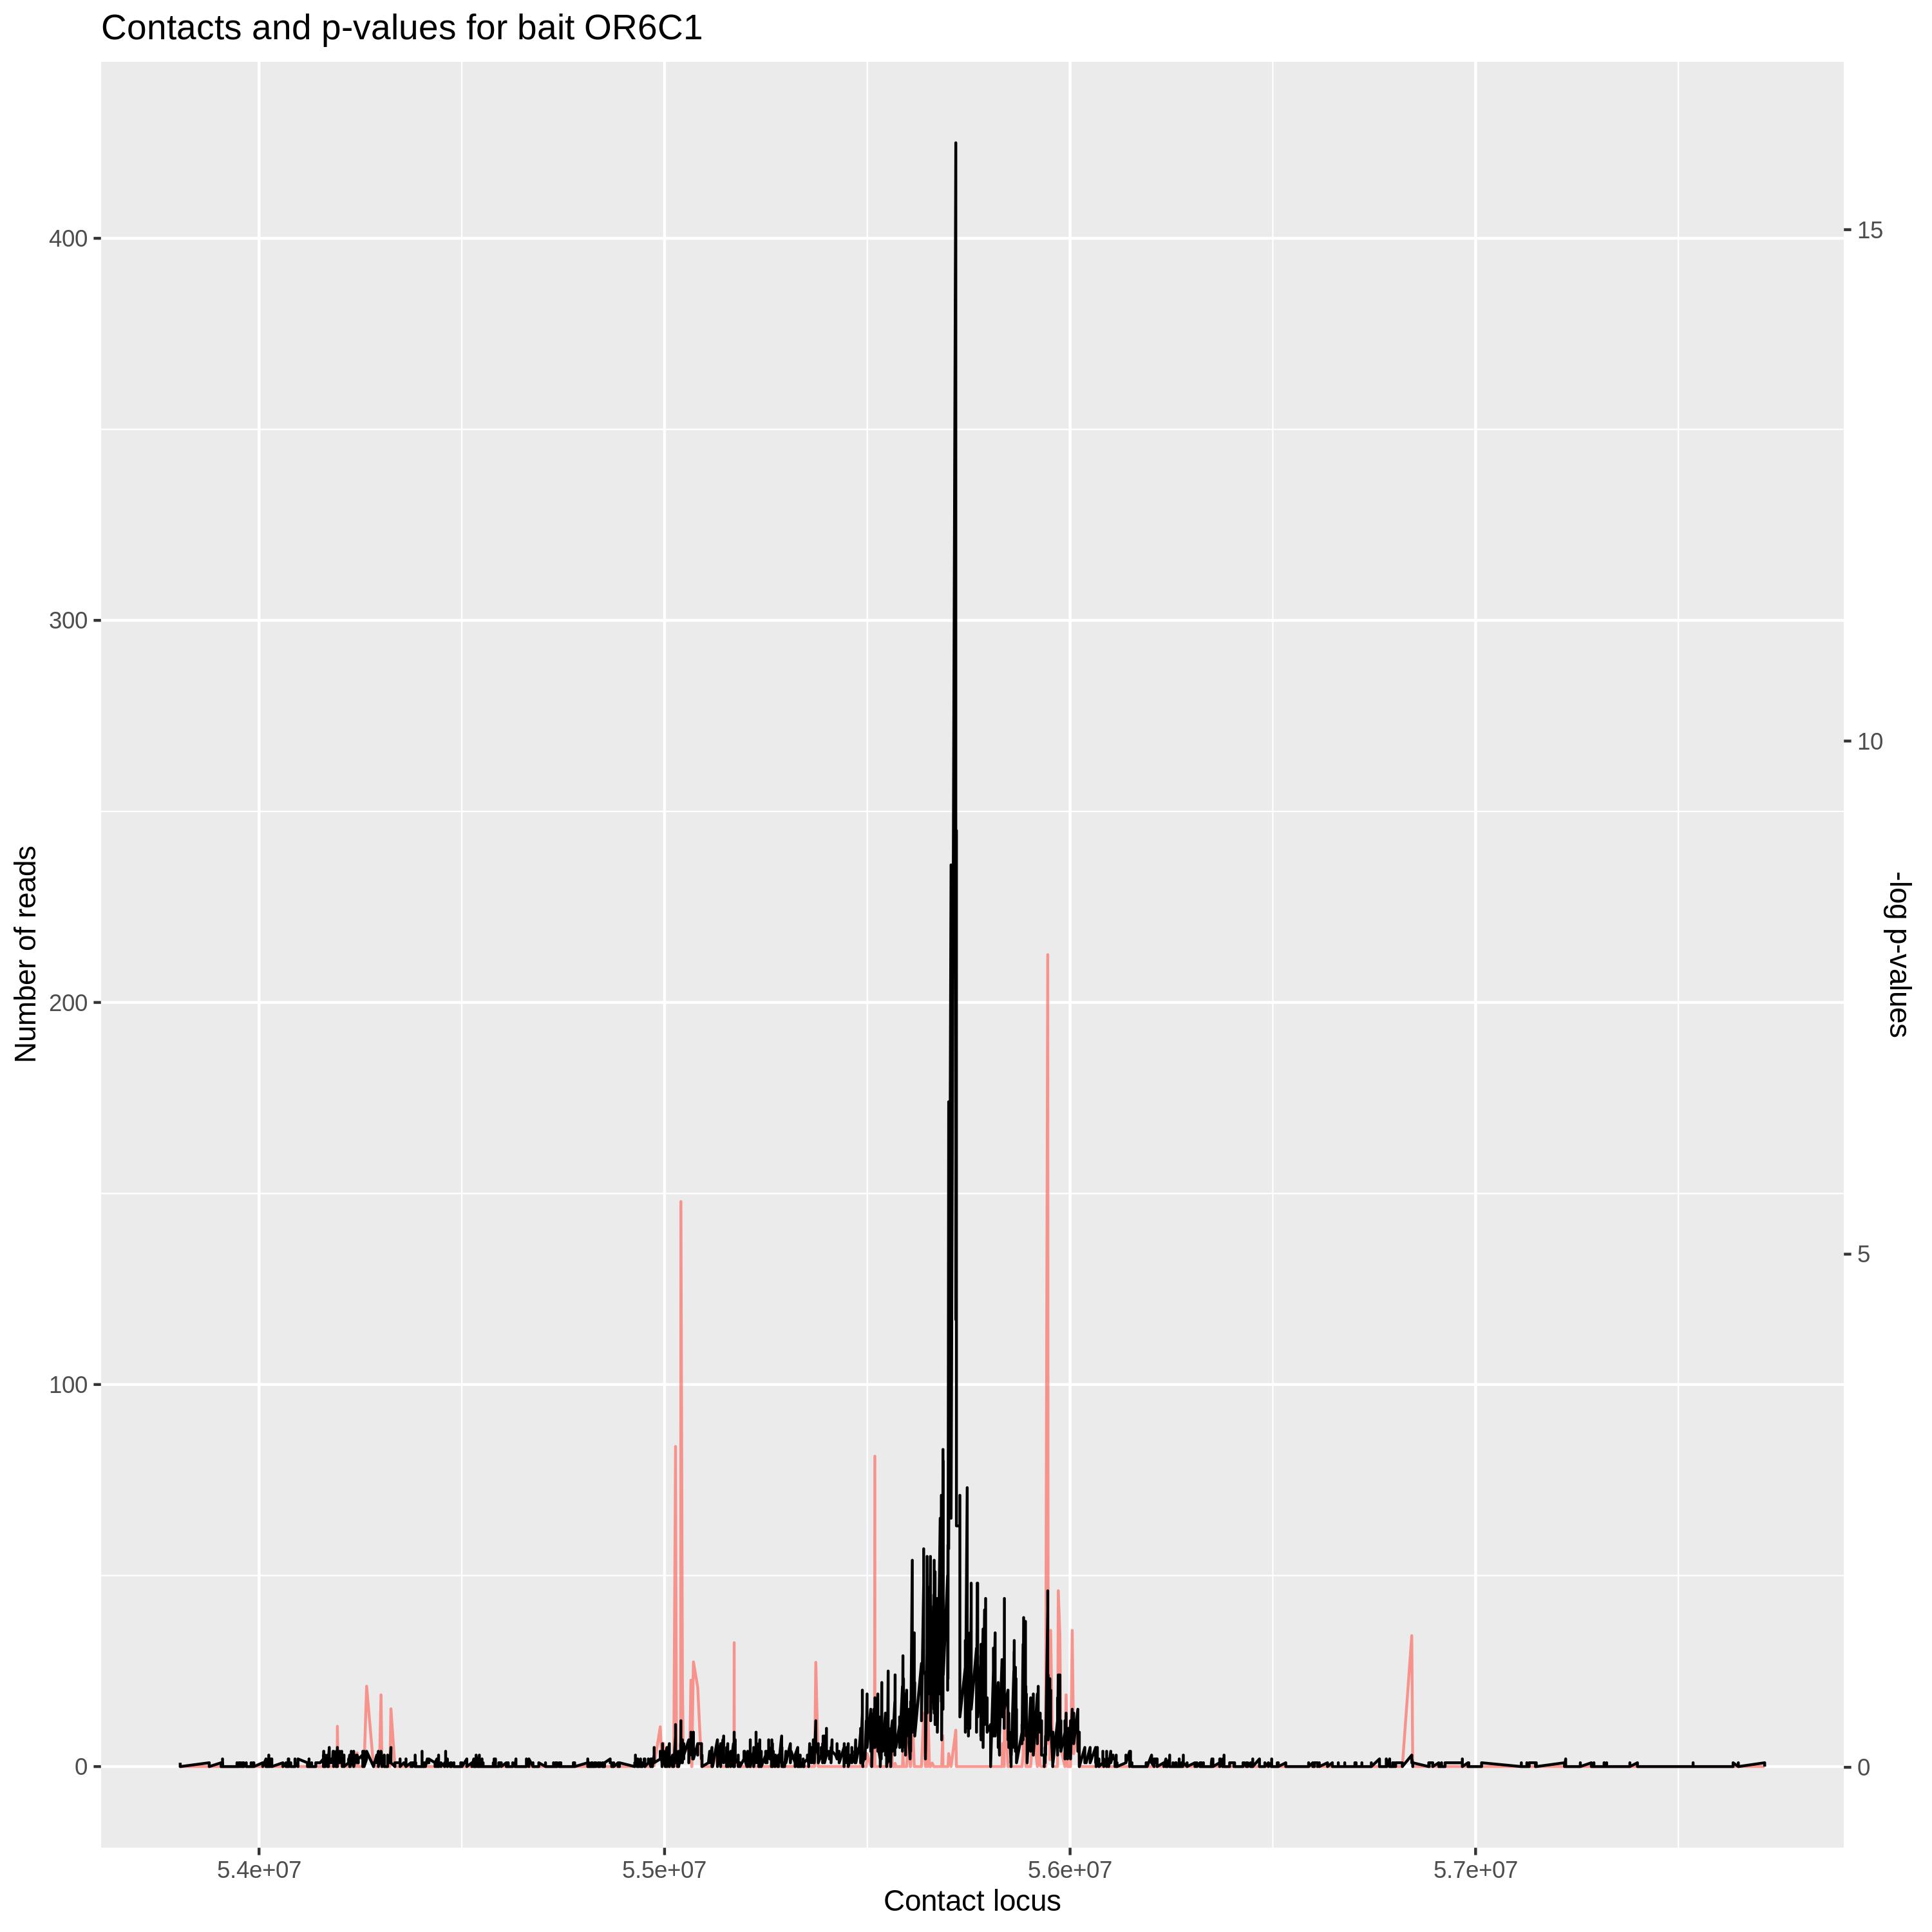 Contacts and p-values for bait OR6C1
400
300
200
100
0
Number of reads
15
10
5
0
-log p-values
5.4e+07 5.5e+07 5.6e+07 5.7e+07
Contact locus